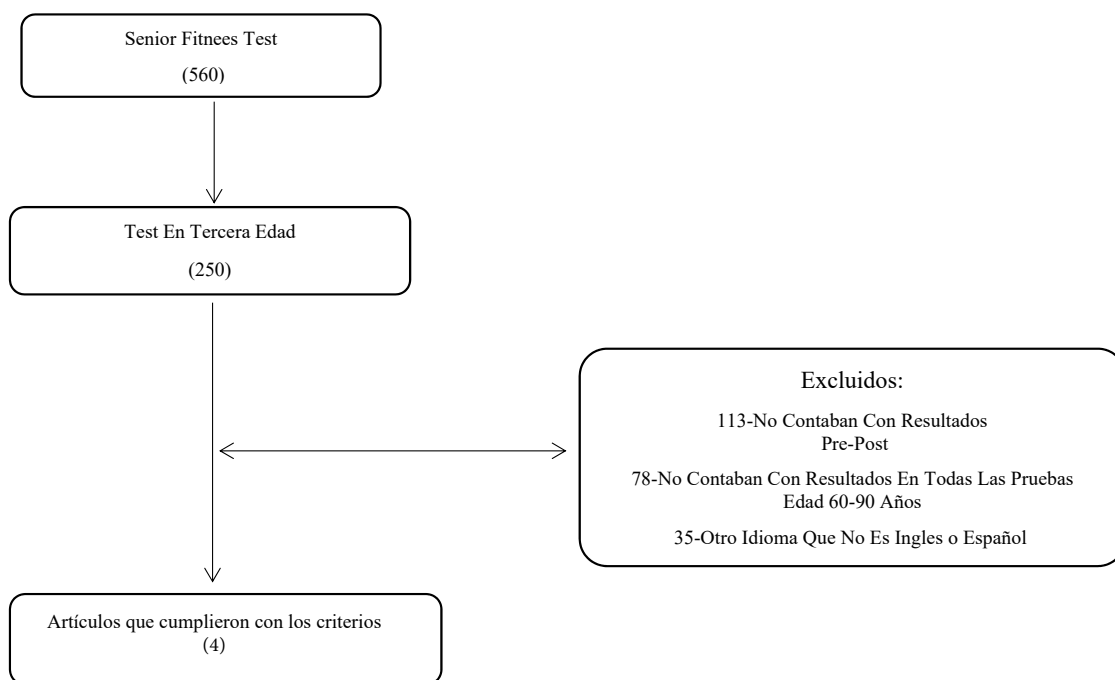 Senior Fitnees Test
(560)
Test En Tercera Edad
(250)
Excluidos:
113-No Contaban Con Resultados
Pre-Post
78-No Contaban Con Resultados En Todas Las Pruebas
Edad 60-90 Años
35-Otro Idioma Que No Es Ingles o Español
Artículos que cumplieron con los criterios
(4)